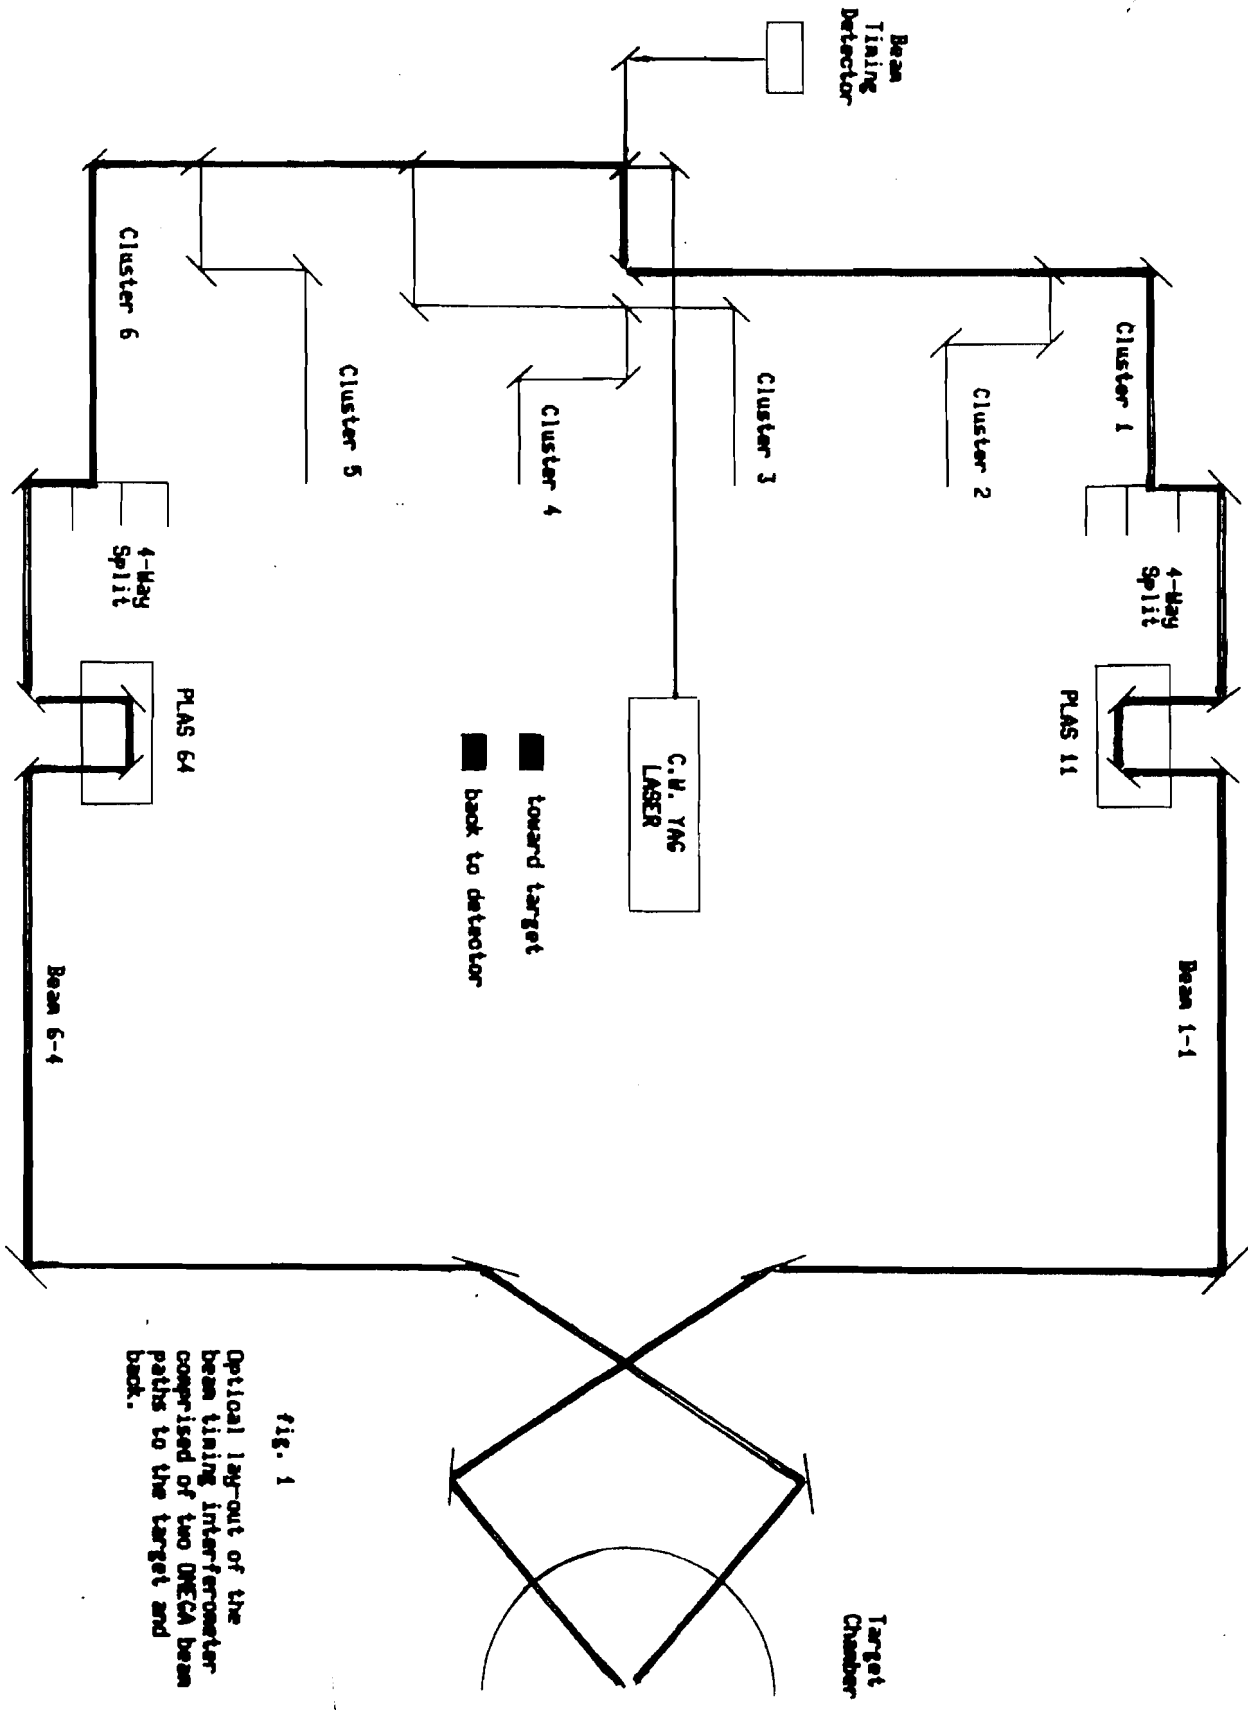 Beam
Timing
Detector
Cluster 1
Cluster 2
Cluster 3
Cluster 4
Cluster 5
Cluster 6
4-Way
Split
4-Way
Split
PLAS 11
PLAS 64
C.W. YAG
LASER
toward target
back to detector
Beam 1-1
Beam 6-4
Target
Chamber
fig. 1
Optical lay-out of the
beam timing interferometer
comprised of two OMEGA beam
paths to the target and
back.